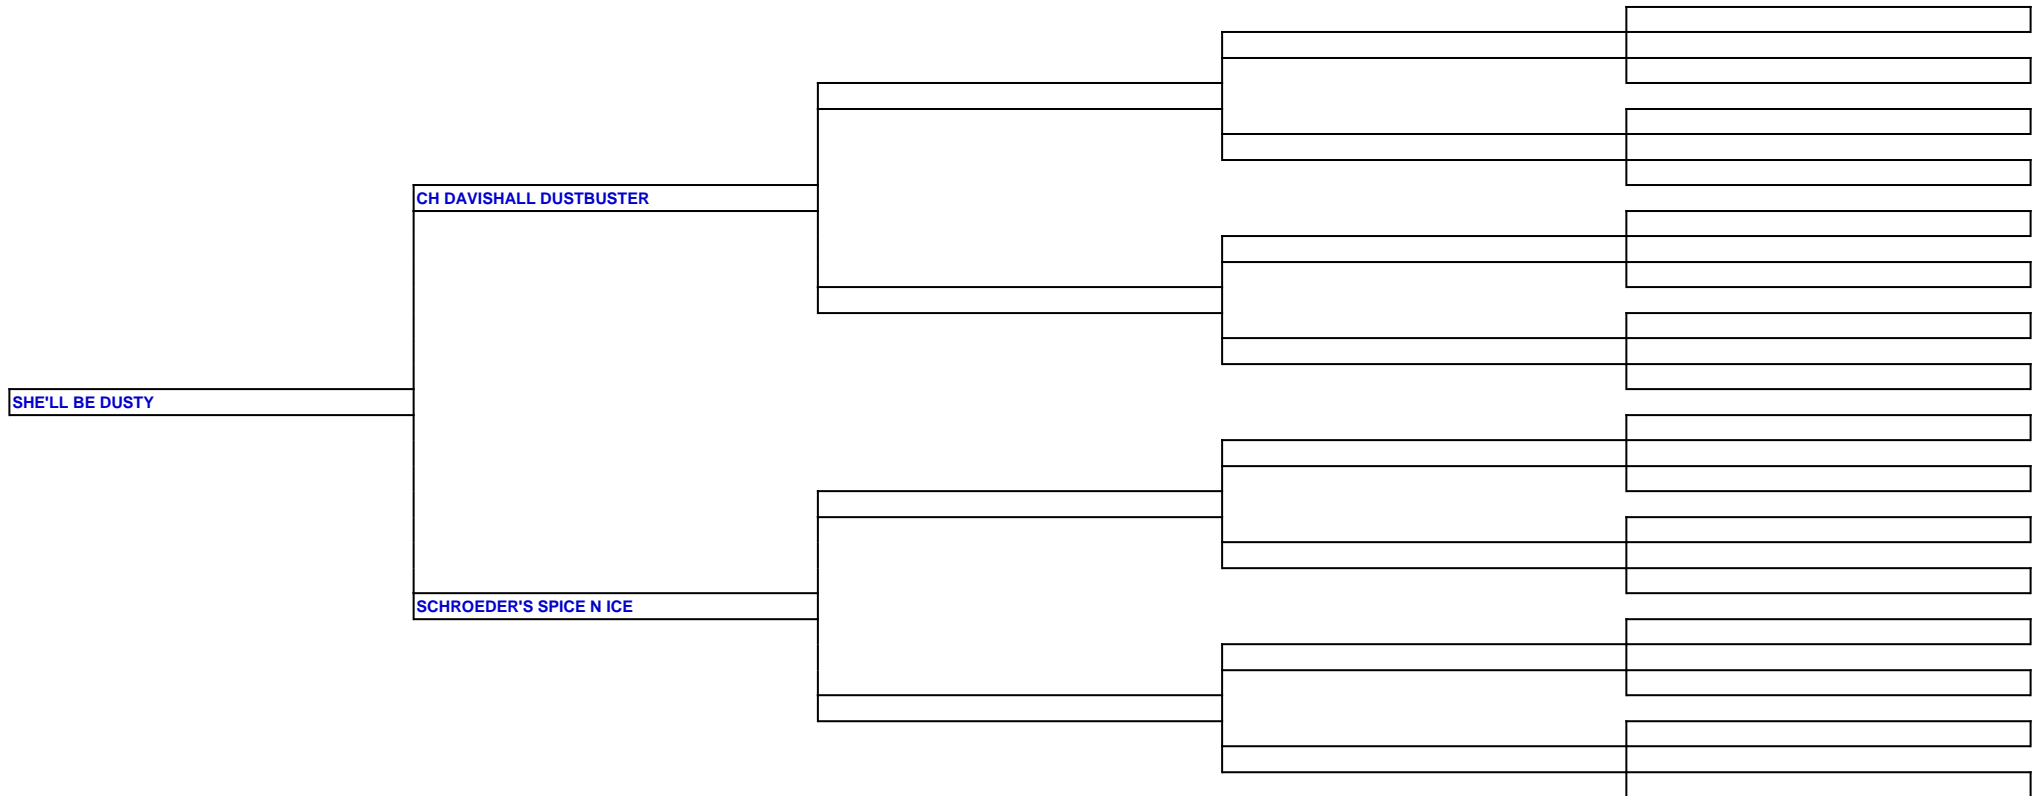 CH DAVISHALL DUSTBUSTER
SHE'LL BE DUSTY
SCHROEDER'S SPICE N ICE